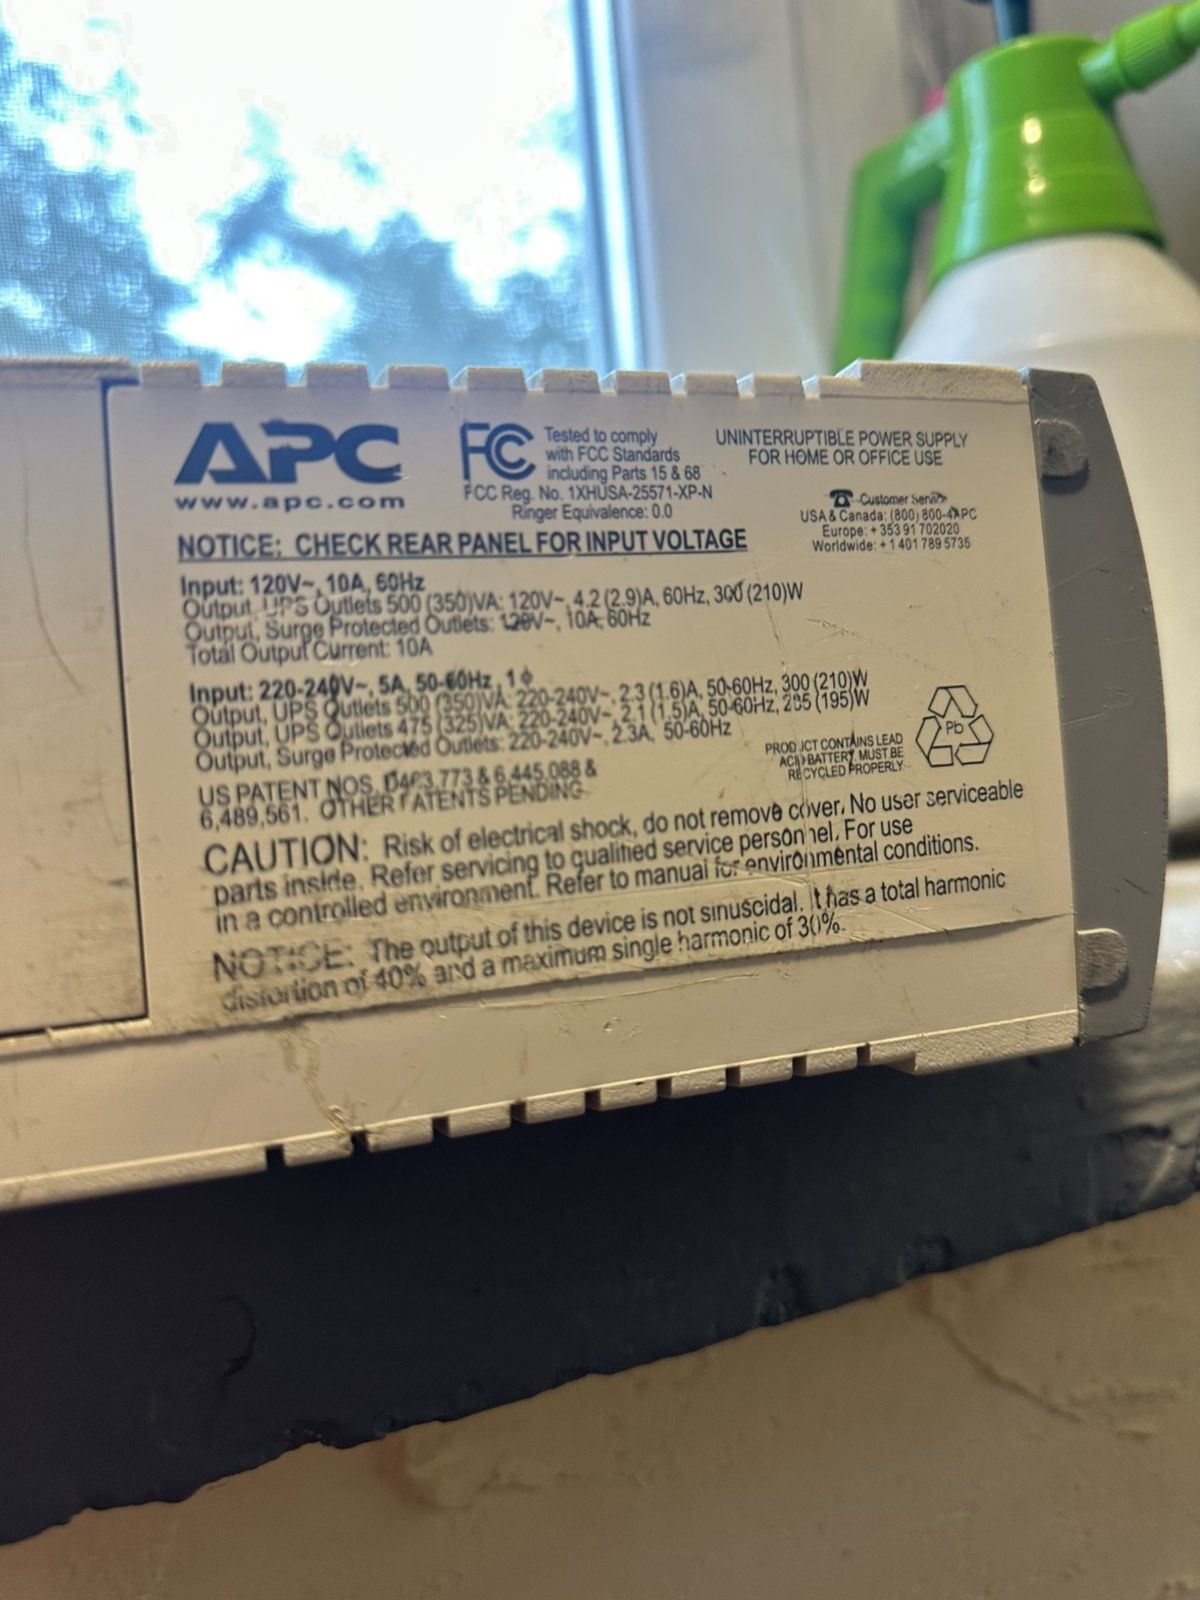 APC
www.apc.com
FC Tested to comply
with FCC Standards
including Parts 15 & 68
FCC Reg. No. 1XHUSA-25571-XP-N
Ringer Equivalence: 0.0
UNINTERRUPTIBLE POWER SUPPLY
FOR HOME OR OFFICE USE
Customer Service
USA & Canada: (800) 800-4APC
Europe: + 353 91 702020
Worldwide: + 1 401 789 5735
NOTICE: CHECK REAR PANEL FOR INPUT VOLTAGE
Input: 120V~, 10A, 60Hz
Output, UPS Outlets 500 (350)VA: 120V~, 4.2 (2.9)A, 60Hz, 300 (210)W
Output, Surge Protected Outlets: 120V~, 10A, 60Hz
Total Output Current: 10A
Input: 220-240V~, 5A, 50-60Hz, 1 ϕ
Output, UPS Outlets 500 (350)VA: 220-240V~, 2.3 (1.6)A, 50-60Hz, 300 (210)W
Output, UPS Outlets 475 (325)VA: 220-240V~, 2.1 (1.5)A, 50-60Hz, 285 (195)W
Output, Surge Protected Outlets: 220-240V~, 2.3A, 50-60Hz
Pb
PRODUCT CONTAINS LEAD
ACID BATTERY. MUST BE
RECYCLED PROPERLY.
US PATENT NOS. D463,773 & 6,445,088 &
6,489,561. OTHER PATENTS PENDING
CAUTION: Risk of electrical shock, do not remove cover. No user serviceable
parts inside. Refer servicing to qualified service personnel. For use
in a controlled environment. Refer to manual for environmental conditions.
NOTICE: The output of this device is not sinuscidal. It has a total harmonic
distortion of 40% and a maximum single harmonic of 30%.